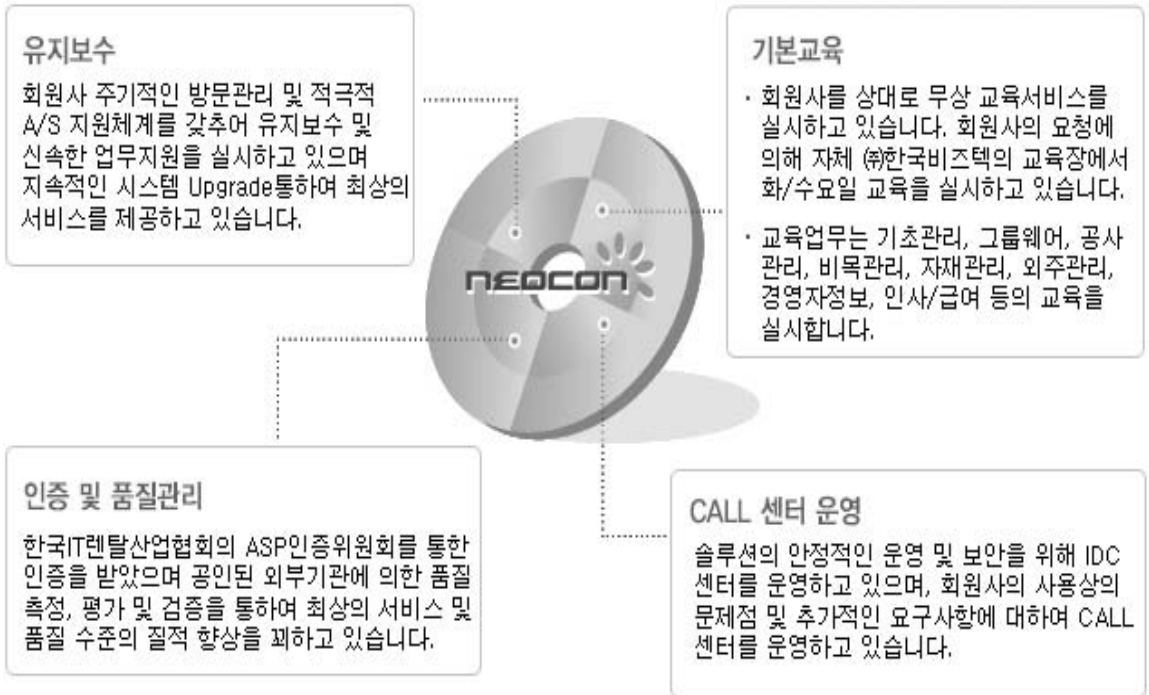 유지보수
회원사 주기적인 방문관리 및 적극적
A/S 지원체계를 갖추어 유지보수 및
신속한 업무지원을 실시하고 있으며
지속적인 시스템 Upgrade통하여 최상의
서비스를 제공하고 있습니다.
기본교육
· 회원사를 상대로 무상 교육서비스를
실시하고 있습니다. 회원사의 요청에
의해 자체 ㈜한국비즈텍의 교육장에서
화/수요일 교육을 실시하고 있습니다.
· 교육업무는 기초관리, 그룹웨어, 공사
관리, 비목관리, 자재관리, 외주관리,
경영자정보, 인사/급여 등의 교육을
실시합니다.
NEOCON
인증 및 품질관리
한국IT렌탈산업협회의 ASP인증위원회를 통한
인증을 받았으며 공인된 외부기관에 의한 품질
측정, 평가 및 검증을 통하여 최상의 서비스 및
품질 수준의 질적 향상을 꾀하고 있습니다.
CALL 센터 운영
솔루션의 안정적인 운영 및 보안을 위해 IDC
센터를 운영하고 있으며, 회원사의 사용상의
문제점 및 추가적인 요구사항에 대하여 CALL
센터를 운영하고 있습니다.